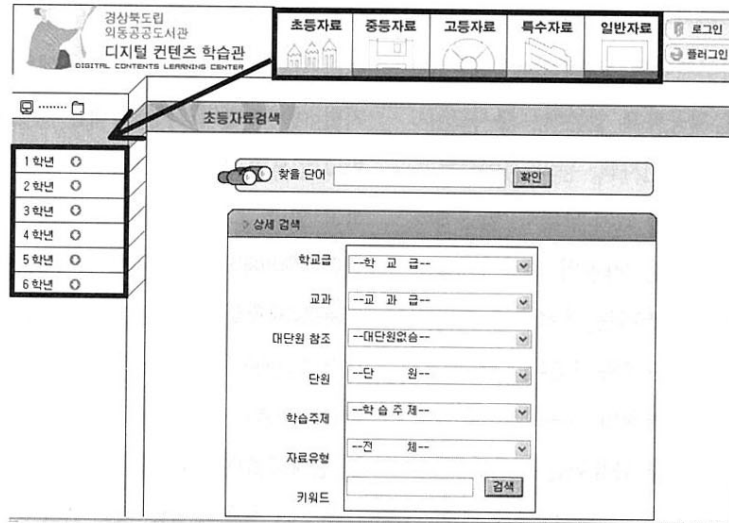 경상북도립
외동공공도서관
디지털 컨텐츠 학습관
DIGITAL CONTENTS LEARNING CENTER
초등자료 중등자료 고등자료 특수자료 일반자료
로그인
플러그인
초등자료검색
1학년
2학년
3학년
4학년
5학년
6학년
찾을 단어 확인
> 상세 검색
학교급 --학 교 급--
교과 --교 과 급--
대단원 참조 --대단원없슴--
단원 --단 원--
학습주제 --학 습 주 제--
자료유형 --전 체--
키워드 검색